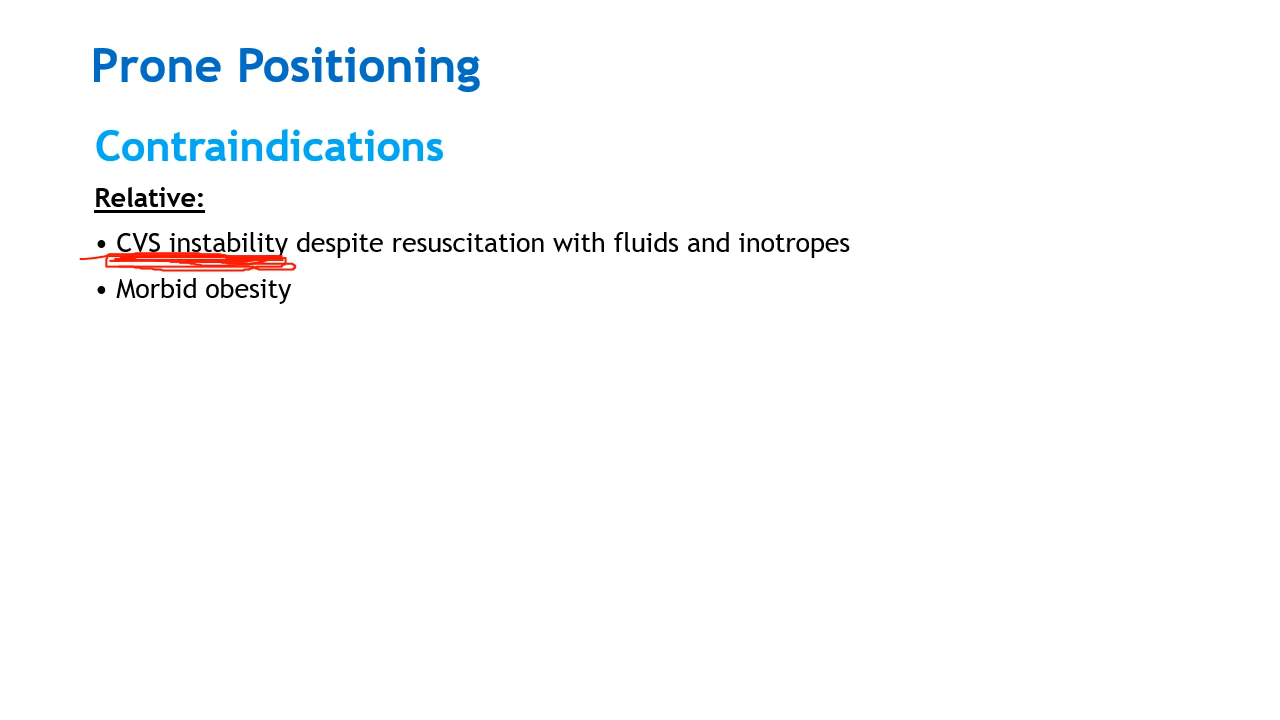 Prone Positioning
Contraindications
Relative:
• CVS instability despite resuscitation with fluids and inotropes
• Morbid obesity